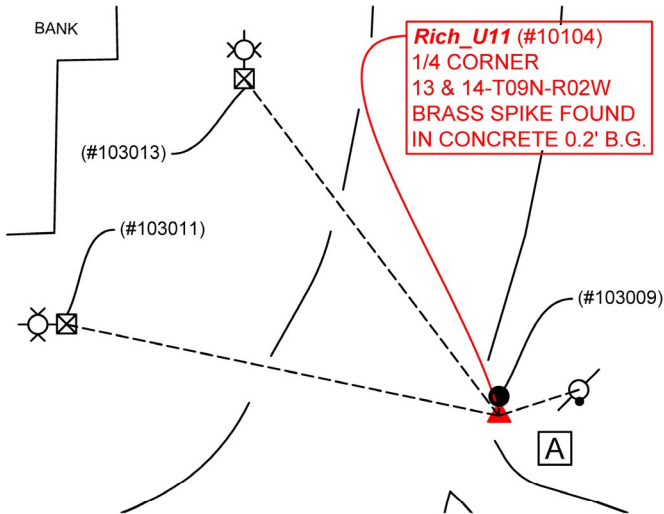 BANK
Rich_U11 (#10104)
1/4 CORNER
13 & 14-T09N-R02W
BRASS SPIKE FOUND
IN CONCRETE 0.2' B.G.
(#103013)
(#103011)
(#103009)
A